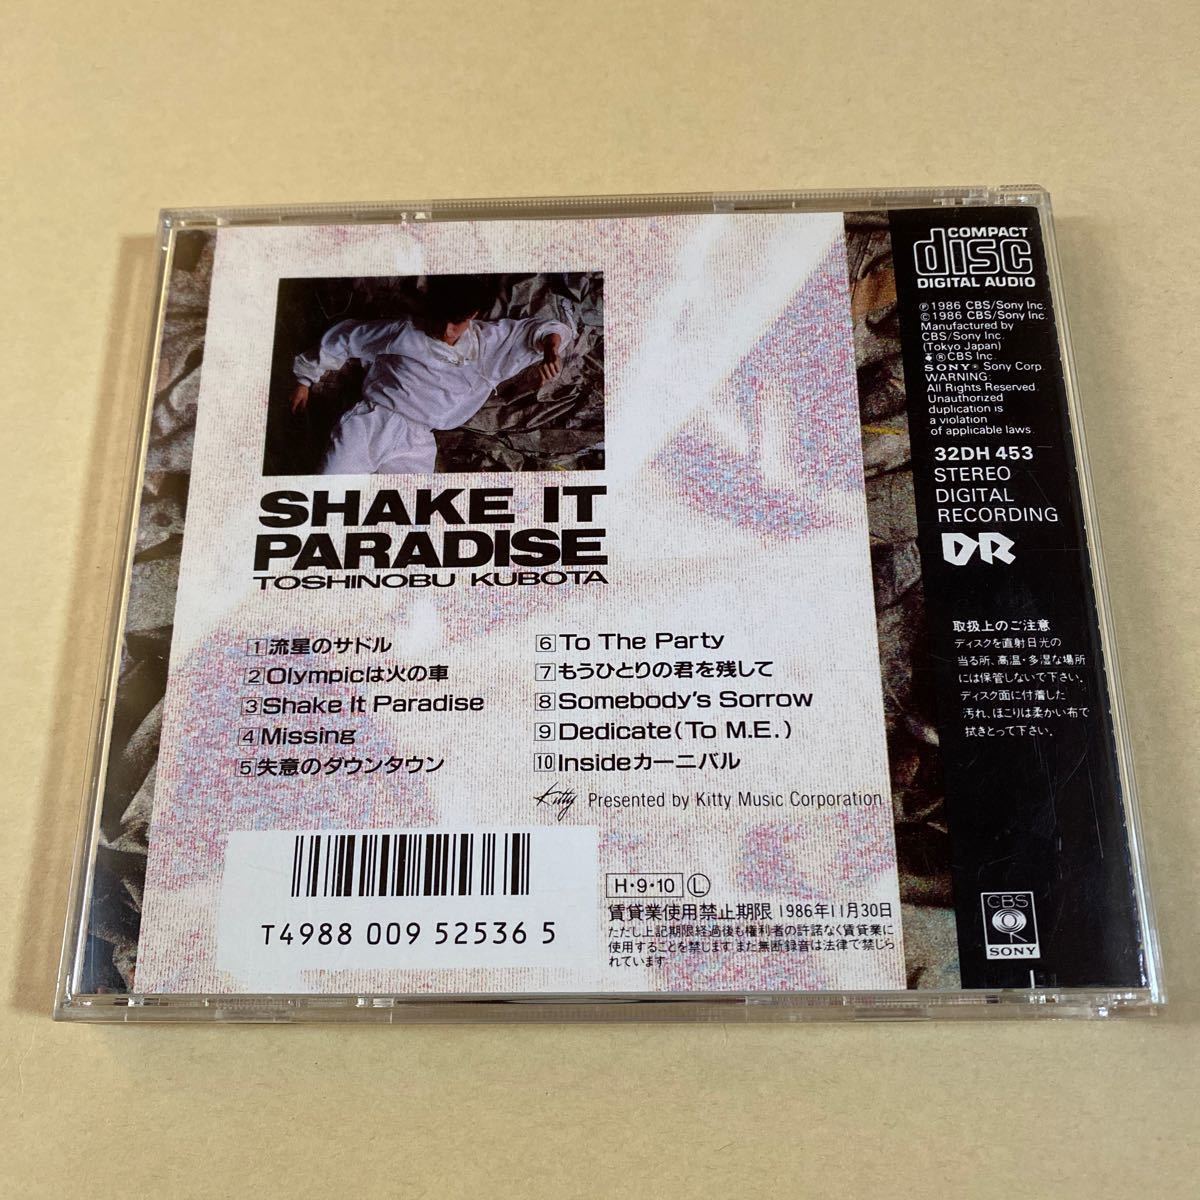 SHAKE IT
PARADISE
TOSHINOBU KUBOTA
1 流星のサドル
2 Olympicは火の車
3 Shake It Paradise
4 Missing
5 失意のダウンタウン
6 To The Party
7 もうひとりの君を残して
8 Somebody's Sorrow
9 Dedicate (To M.E.)
10 Insideカーニバル
Kitty Presented by Kitty Music Corporation
T4988 009 52536 5
H・9・10 L
賃貸業使用禁止期限 1986年11月30日
ただし上記期限経過後も権利者の許諾なく賃貸業に
使用することを禁じます。また無断録音は法律で禁じら
れています。
COMPACT
disc
DIGITAL AUDIO
℗ 1986 CBS/Sony Inc.
© 1986 CBS/Sony Inc.
Manufactured by
CBS/Sony Inc.
(Tokyo Japan)
® CBS Inc.
SONY ® Sony Corp.
WARNING:
All Rights Reserved.
Unauthorized
duplication is
a violation
of applicable laws.
32DH 453
STEREO
DIGITAL
RECORDING
DR
取扱上のご注意
ディスクを直射日光の
当る所、高温・多湿な場所
には保管しないで下さい。
ディスク面に付着した
汚れ、ほこりは柔かい布で
拭きとって下さい。
CBS
SONY